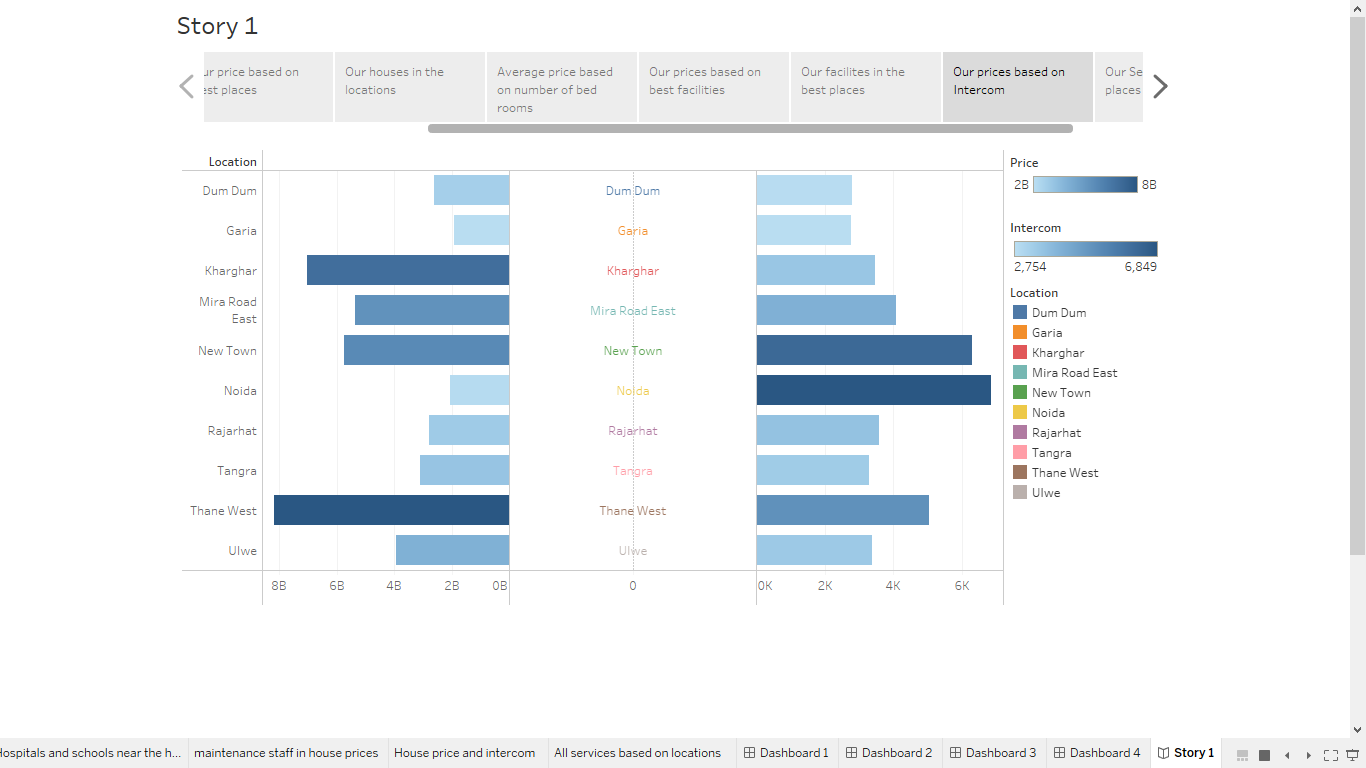 Story 1
ur price based on
est places
Our houses in the
locations
Average price based
on number of bed
rooms
Our prices based on
best facilities
Our facilites in the
best places
Our prices based on
Intercom
Our Se
places
Location
Dum Dum
Garia
Kharghar
Mira Road
East
New Town
Noida
Rajarhat
Tangra
Thane West
Ulwe
8B 6B 4B 2B 0B
Dum Dum
Garia
Kharghar
Mira Road East
New Town
Noida
Rajarhat
Tangra
Thane West
Ulwe
0
0K 2K 4K 6K
Price
2B 8B
Intercom
2,754 6,849
Location
Dum Dum
Garia
Kharghar
Mira Road East
New Town
Noida
Rajarhat
Tangra
Thane West
Ulwe
Hospitals and schools near the h... maintenance staff in house prices House price and intercom All services based on locations Dashboard 1 Dashboard 2 Dashboard 3 Dashboard 4 Story 1